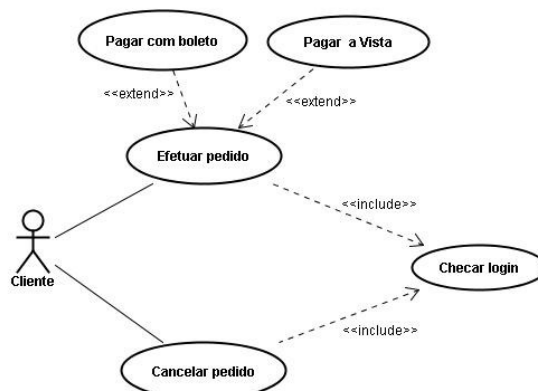 Pagar com boleto
Pagar a Vista
<<extend>>
<<extend>>
Efetuar pedido
<<include>>
Checar login
Cliente
<<include>>
Cancelar pedido